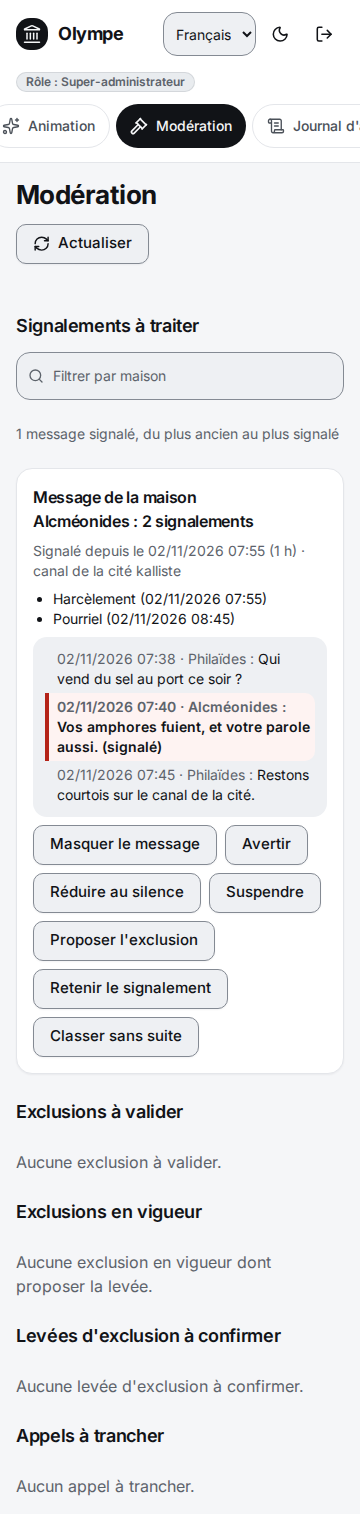 Olympe
Français
Rôle : Super-administrateur
Animation
Modération
Journal d'a
Modération
Actualiser
Signalements à traiter
Filtrer par maison
1 message signalé, du plus ancien au plus signalé
Message de la maison
Alcméonides : 2 signalements
Signalé depuis le 02/11/2026 07:55 (1 h) ·
canal de la cité kalliste
Harcèlement (02/11/2026 07:55)
Pourriel (02/11/2026 08:45)
02/11/2026 07:38 · Philaïdes : Qui
vend du sel au port ce soir ?
02/11/2026 07:40 · Alcméonides :
Vos amphores fuient, et votre parole
aussi. (signalé)
02/11/2026 07:45 · Philaïdes : Restons
courtois sur le canal de la cité.
Masquer le message
Avertir
Réduire au silence
Suspendre
Proposer l'exclusion
Retenir le signalement
Classer sans suite
Exclusions à valider
Aucune exclusion à valider.
Exclusions en vigueur
Aucune exclusion en vigueur dont
proposer la levée.
Levées d'exclusion à confirmer
Aucune levée d'exclusion à confirmer.
Appels à trancher
Aucun appel à trancher.